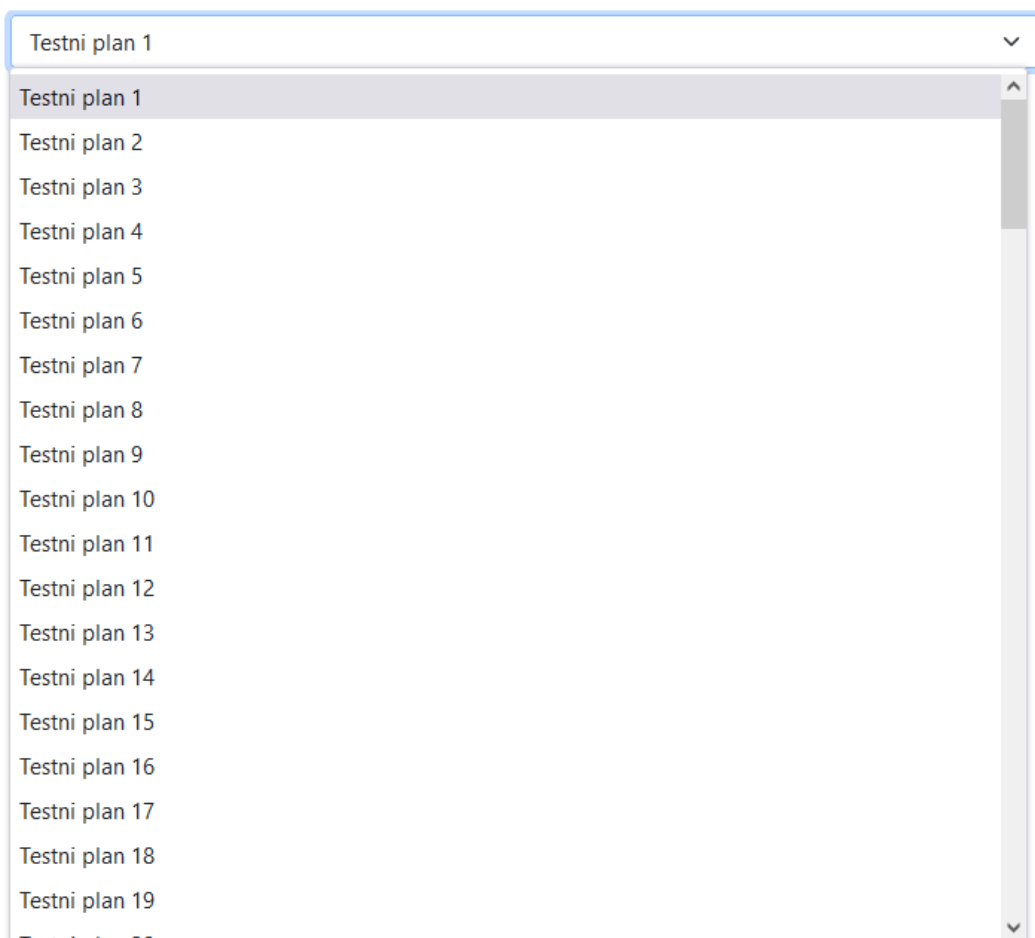 Testni plan 1
Testni plan 1
Testni plan 2
Testni plan 3
Testni plan 4
Testni plan 5
Testni plan 6
Testni plan 7
Testni plan 8
Testni plan 9
Testni plan 10
Testni plan 11
Testni plan 12
Testni plan 13
Testni plan 14
Testni plan 15
Testni plan 16
Testni plan 17
Testni plan 18
Testni plan 19